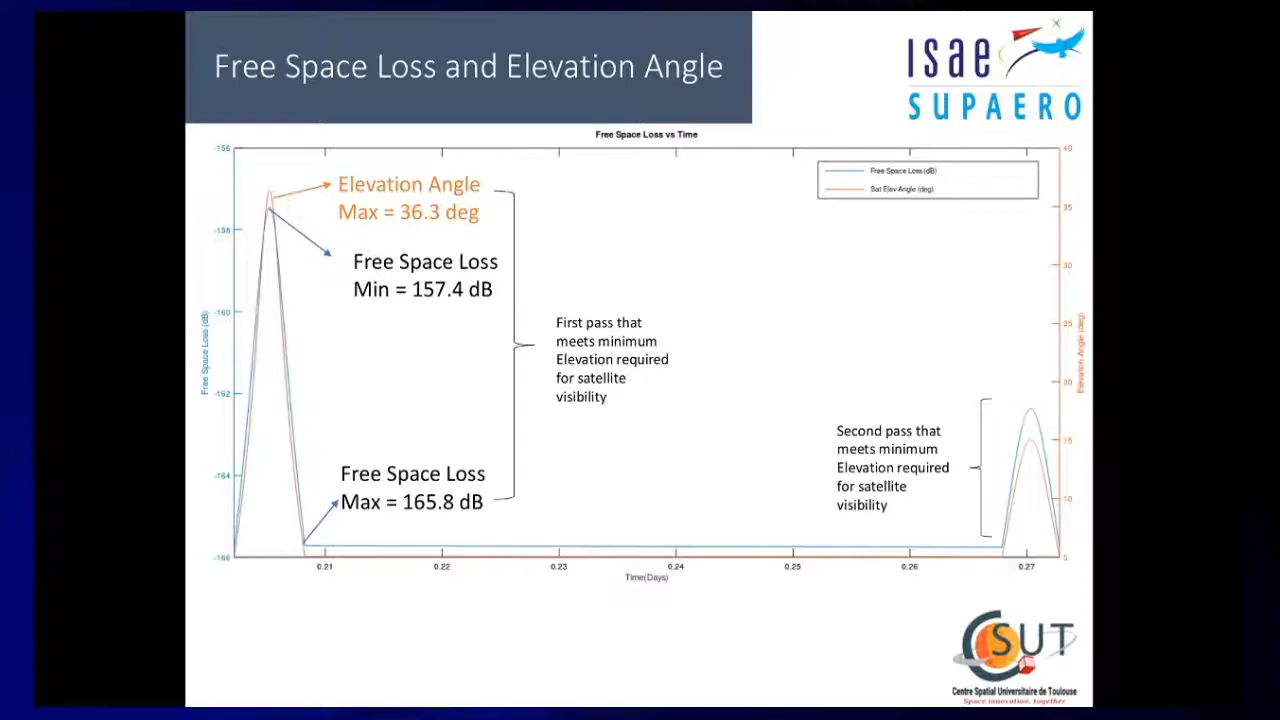 Free Space Loss and Elevation Angle
isae
SUPAERO
Free Space Loss vs Time
-156
-158
-160
-162
-164
-166
Free Space Loss (dB)
40
35
30
25
20
15
10
5
Elevation Angle (deg)
Free Space Loss (dB)
Sat Elev Angle (deg)
Elevation Angle
Max = 36.3 deg
Free Space Loss
Min = 157.4 dB
First pass that
meets minimum
Elevation required
for satellite
visibility
Free Space Loss
Max = 165.8 dB
Second pass that
meets minimum
Elevation required
for satellite
visibility
0.21
0.22
0.23
0.24
0.25
0.26
0.27
Time(Days)
CSUT
Centre Spatial Universitaire de Toulouse
Space innovation, together